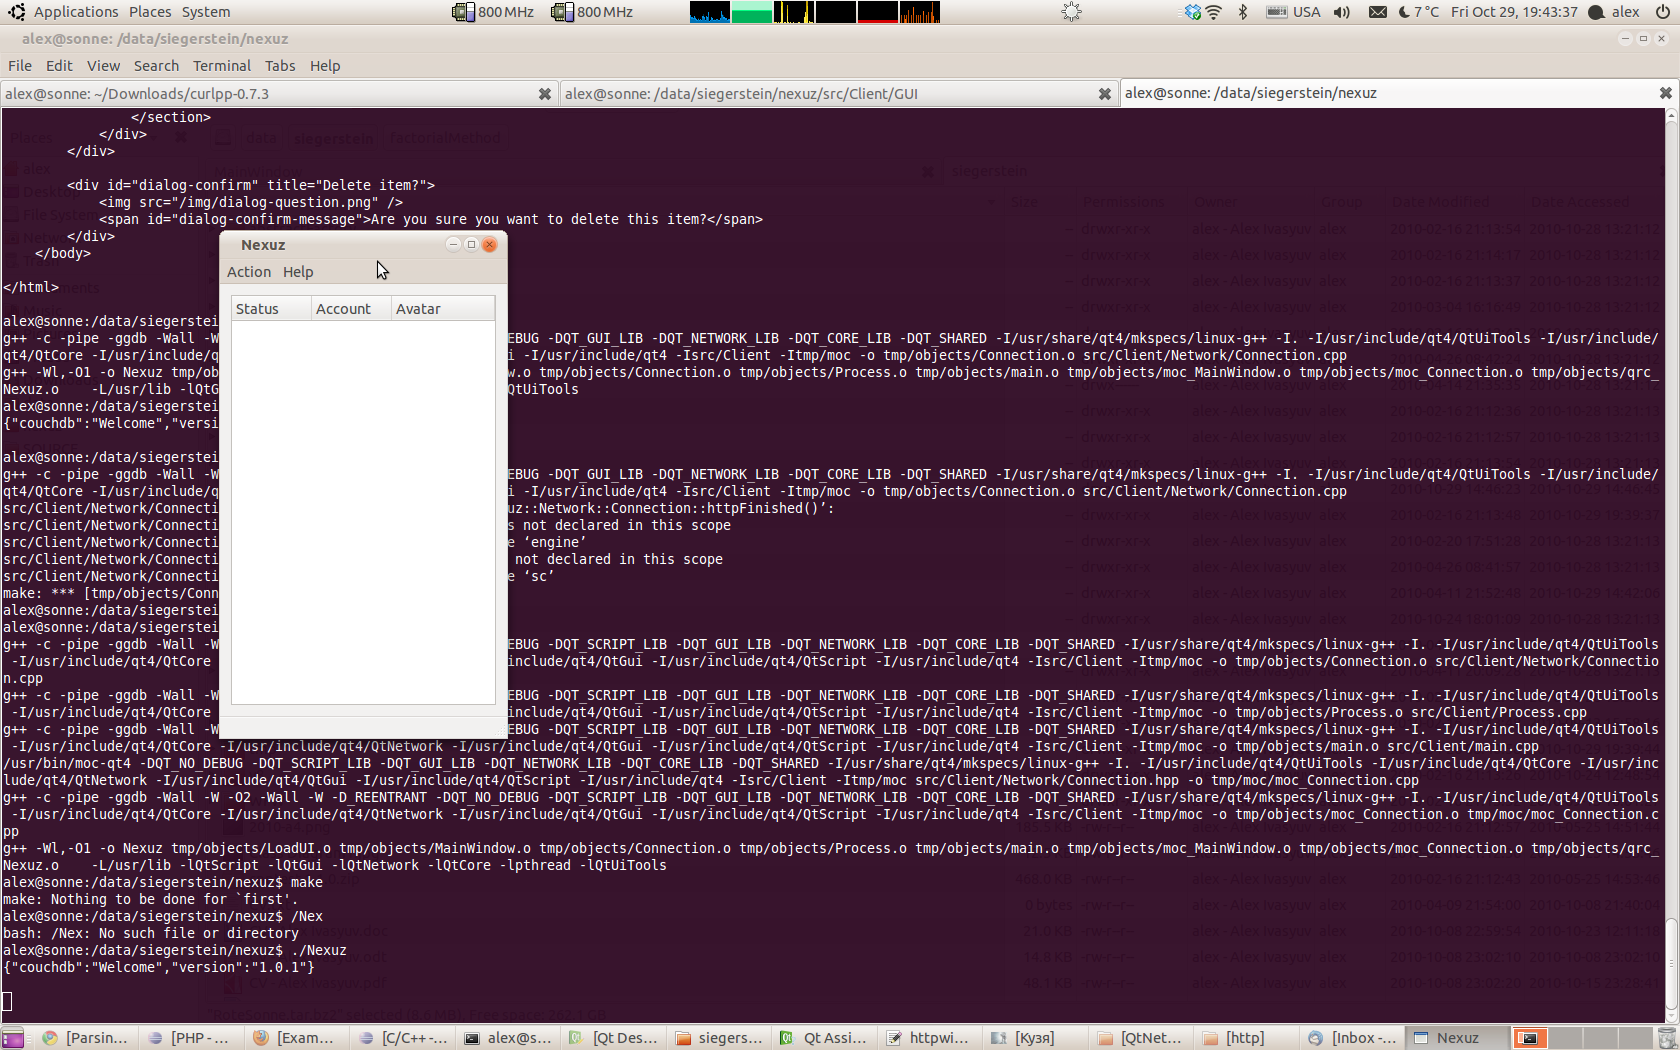 Applications Places System 800 MHz 800 MHz USA 7 °C Fri Oct 29, 19:43:37 alex
alex@sonne: /data/siegerstein/nexuz
File Edit View Search Terminal Tabs Help
alex@sonne: ~/Downloads/curlpp-0.7.3
alex@sonne: /data/siegerstein/nexuz/src/Client/GUI
alex@sonne: /data/siegerstein/nexuz
</section>
</div>
</div>
<div id="dialog-confirm" title="Delete item?">
<img src="/img/dialog-question.png" />
<span id="dialog-confirm-message">Are you sure you want to delete this item?</span>
</div>
</body>
</html>
Nexuz
Action Help
Status Account Avatar
alex@sonne:/data/siegerstei
g++ -c -pipe -ggdb -Wall -W EBUG -DQT_GUI_LIB -DQT_NETWORK_LIB -DQT_CORE_LIB -DQT_SHARED -I/usr/share/qt4/mkspecs/linux-g++ -I. -I/usr/include/qt4/QtUiTools -I/usr/include/
qt4/QtCore -I/usr/include/q i -I/usr/include/qt4 -Isrc/Client -Itmp/moc -o tmp/objects/Connection.o src/Client/Network/Connection.cpp
g++ -Wl,-O1 -o Nexuz tmp/ob w.o tmp/objects/Connection.o tmp/objects/Process.o tmp/objects/main.o tmp/objects/moc_MainWindow.o tmp/objects/moc_Connection.o tmp/objects/qrc_
Nexuz.o    -L/usr/lib -lQtG QtUiTools
alex@sonne:/data/siegerstei
{"couchdb":"Welcome","versi
alex@sonne:/data/siegerstei
g++ -c -pipe -ggdb -Wall -W EBUG -DQT_GUI_LIB -DQT_NETWORK_LIB -DQT_CORE_LIB -DQT_SHARED -I/usr/share/qt4/mkspecs/linux-g++ -I. -I/usr/include/qt4/QtUiTools -I/usr/include/
qt4/QtCore -I/usr/include/q i -I/usr/include/qt4 -Isrc/Client -Itmp/moc -o tmp/objects/Connection.o src/Client/Network/Connection.cpp
src/Client/Network/Connecti uz::Network::Connection::httpFinished()’:
src/Client/Network/Connecti s not declared in this scope
src/Client/Network/Connecti e ‘engine’
src/Client/Network/Connecti not declared in this scope
src/Client/Network/Connecti e ‘sc’
make: *** [tmp/objects/Conn
alex@sonne:/data/siegerstei
alex@sonne:/data/siegerstei
g++ -c -pipe -ggdb -Wall -W EBUG -DQT_SCRIPT_LIB -DQT_GUI_LIB -DQT_NETWORK_LIB -DQT_CORE_LIB -DQT_SHARED -I/usr/share/qt4/mkspecs/linux-g++ -I. -I/usr/include/qt4/QtUiTools
-I/usr/include/qt4/QtCore include/qt4/QtGui -I/usr/include/qt4/QtScript -I/usr/include/qt4 -Isrc/Client -Itmp/moc -o tmp/objects/Connection.o src/Client/Network/Connectio
n.cpp
g++ -c -pipe -ggdb -Wall -W EBUG -DQT_SCRIPT_LIB -DQT_GUI_LIB -DQT_NETWORK_LIB -DQT_CORE_LIB -DQT_SHARED -I/usr/share/qt4/mkspecs/linux-g++ -I. -I/usr/include/qt4/QtUiTools
-I/usr/include/qt4/QtCore include/qt4/QtGui -I/usr/include/qt4/QtScript -I/usr/include/qt4 -Isrc/Client -Itmp/moc -o tmp/objects/Process.o src/Client/Process.cpp
g++ -c -pipe -ggdb -Wall -W EBUG -DQT_SCRIPT_LIB -DQT_GUI_LIB -DQT_NETWORK_LIB -DQT_CORE_LIB -DQT_SHARED -I/usr/share/qt4/mkspecs/linux-g++ -I. -I/usr/include/qt4/QtUiTools
-I/usr/include/qt4/QtCore -I/usr/include/qt4/QtNetwork -I/usr/include/qt4/QtGui -I/usr/include/qt4/QtScript -I/usr/include/qt4 -Isrc/Client -Itmp/moc -o tmp/objects/main.o src/Client/main.cpp
/usr/bin/moc-qt4 -DQT_NO_DEBUG -DQT_SCRIPT_LIB -DQT_GUI_LIB -DQT_NETWORK_LIB -DQT_CORE_LIB -DQT_SHARED -I/usr/share/qt4/mkspecs/linux-g++ -I. -I/usr/include/qt4/QtUiTools -I/usr/include/qt4/QtCore -I/usr/inc
lude/qt4/QtNetwork -I/usr/include/qt4/QtGui -I/usr/include/qt4/QtScript -I/usr/include/qt4 -Isrc/Client -Itmp/moc src/Client/Network/Connection.hpp -o tmp/moc/moc_Connection.cpp
g++ -c -pipe -ggdb -Wall -W -O2 -Wall -W -D_REENTRANT -DQT_NO_DEBUG -DQT_SCRIPT_LIB -DQT_GUI_LIB -DQT_NETWORK_LIB -DQT_CORE_LIB -DQT_SHARED -I/usr/share/qt4/mkspecs/linux-g++ -I. -I/usr/include/qt4/QtUiTools
-I/usr/include/qt4/QtCore -I/usr/include/qt4/QtNetwork -I/usr/include/qt4/QtGui -I/usr/include/qt4/QtScript -I/usr/include/qt4 -Isrc/Client -Itmp/moc -o tmp/objects/moc_Connection.o tmp/moc/moc_Connection.c
pp
g++ -Wl,-O1 -o Nexuz tmp/objects/LoadUI.o tmp/objects/MainWindow.o tmp/objects/Connection.o tmp/objects/Process.o tmp/objects/main.o tmp/objects/moc_MainWindow.o tmp/objects/moc_Connection.o tmp/objects/qrc_
Nexuz.o    -L/usr/lib -lQtScript -lQtGui -lQtNetwork -lQtCore -lpthread -lQtUiTools
alex@sonne:/data/siegerstein/nexuz$ make
make: Nothing to be done for `first'.
alex@sonne:/data/siegerstein/nexuz$ /Nex
bash: /Nex: No such file or directory
alex@sonne:/data/siegerstein/nexuz$ ./Nexuz
{"couchdb":"Welcome","version":"1.0.1"}
[Parsin... [PHP - ... [Exam... [C/C++ -... alex@s... [Qt Des... siegers... Qt Assi... httpwi... [Кузя] [QtNet... [http] [Inbox -... Nexuz